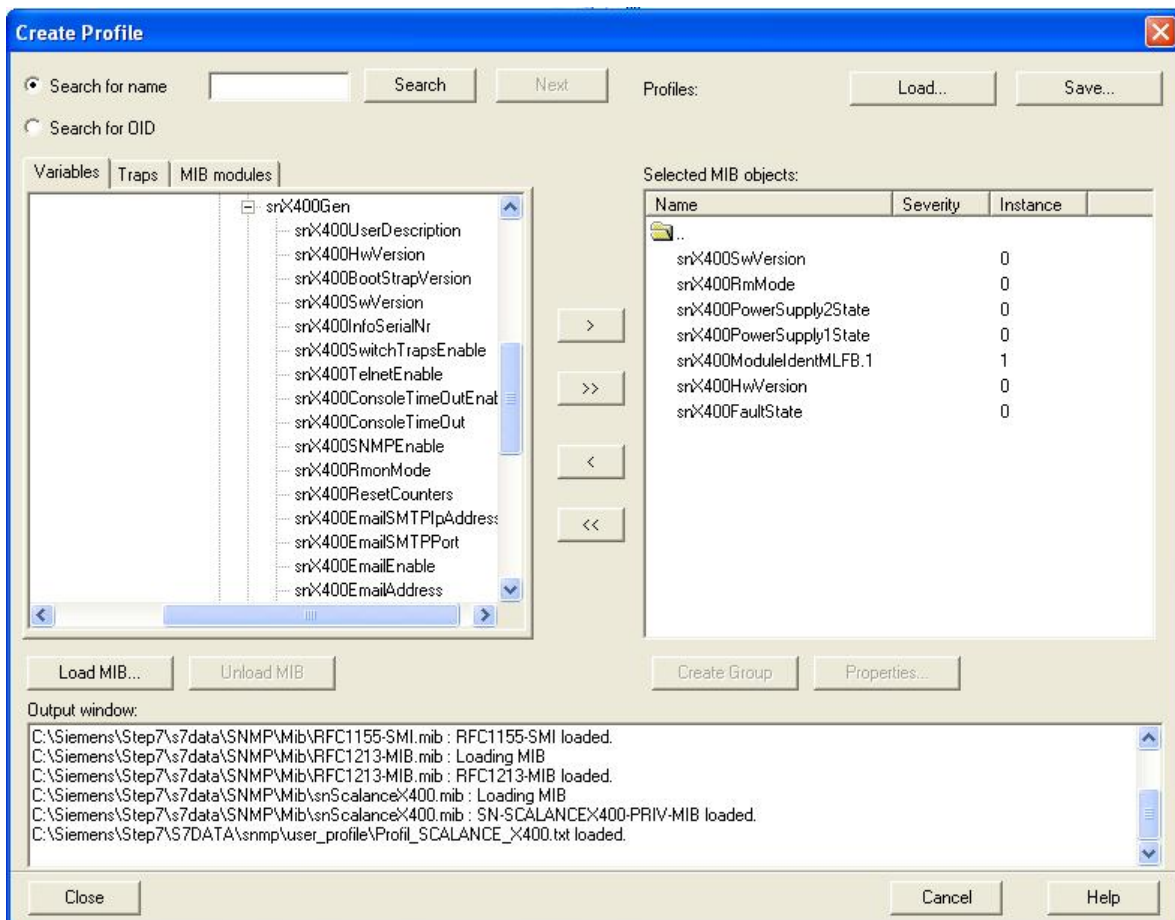 Create Profile
Search for name
Search
Next
Profiles:
Load...
Save...
Search for OID
Variables
Traps
MIB modules
Selected MIB objects:
snX400Gen
snX400UserDescription
snX400HwVersion
snX400BootStrapVersion
snX400SwVersion
snX400InfoSerialNr
snX400SwitchTrapsEnable
snX400TelnetEnable
snX400ConsoleTimeOutEnab
snX400ConsoleTimeOut
snX400SNMPEnable
snX400RmonMode
snX400ResetCounters
snX400EmailSMTPIpAddress
snX400EmailSMTPPort
snX400EmailEnable
snX400EmailAddress
>
>>
<
<<
Name Severity Instance
..
snX400SwVersion 0
snX400RmMode 0
snX400PowerSupply2State 0
snX400PowerSupply1State 0
snX400ModuleIdentMLFB.1 1
snX400HwVersion 0
snX400FaultState 0
Load MIB...
Unload MIB
Create Group
Properties...
Output window:
C:\Siemens\Step7\s7data\SNMP\Mib\RFC1155-SMI.mib : RFC1155-SMI loaded.
C:\Siemens\Step7\s7data\SNMP\Mib\RFC1213-MIB.mib : Loading MIB
C:\Siemens\Step7\s7data\SNMP\Mib\RFC1213-MIB.mib : RFC1213-MIB loaded.
C:\Siemens\Step7\s7data\SNMP\Mib\snScalanceX400.mib : Loading MIB
C:\Siemens\Step7\s7data\SNMP\Mib\snScalanceX400.mib : SN-SCALANCEX400-PRIV-MIB loaded.
C:\Siemens\Step7\S7DATA\snmp\user_profile\Profil_SCALANCE_X400.txt loaded.
Close
Cancel
Help